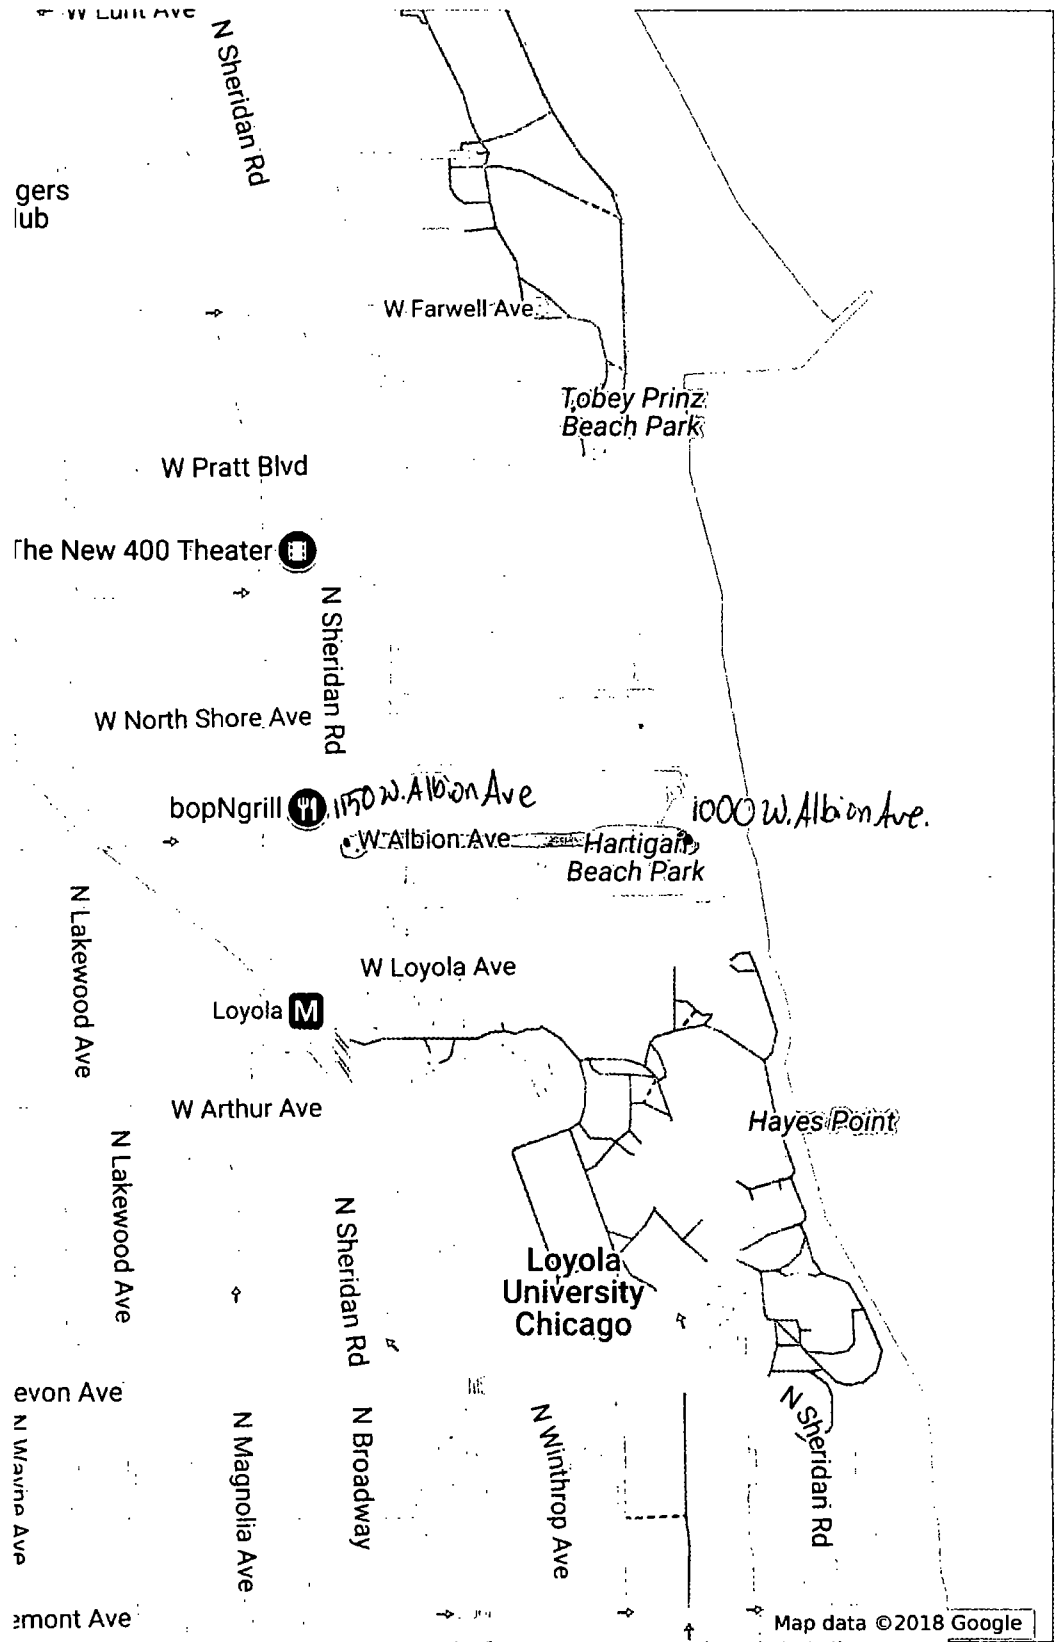 W Lunt Ave
N Sheridan Rd
gers
lub
W Farwell Ave
Tobey Prinz
Beach Park
W Pratt Blvd
The New 400 Theater
N Sheridan Rd
W North Shore Ave
bopNgrill
1150 W. Albion Ave
1000 W. Albion Ave.
W Albion Ave
Hartigan
Beach Park
N Lakewood Ave
W Loyola Ave
Loyola M
W Arthur Ave
Hayes Point
N Lakewood Ave
N Sheridan Rd
Loyola
University
Chicago
evon Ave
N Wayne Ave
N Magnolia Ave
N Broadway
N Winthrop Ave
N Sheridan Rd
emont Ave
Map data ©2018 Google